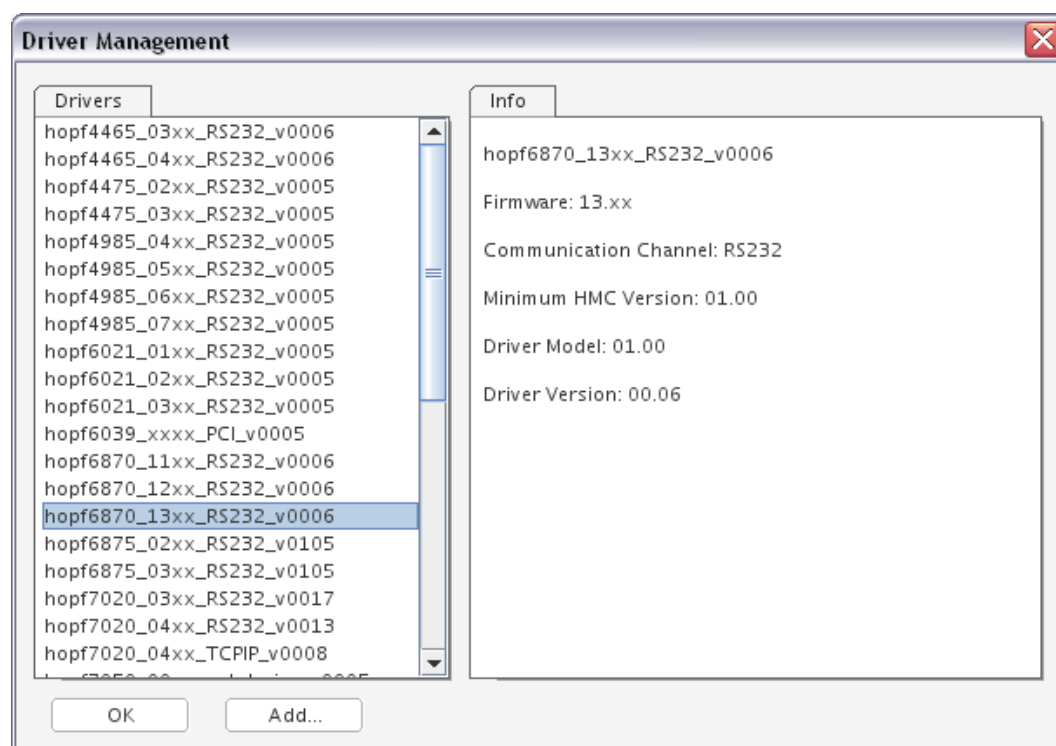 Driver Management
Drivers
hopf4465_03xx_RS232_v0006
hopf4465_04xx_RS232_v0006
hopf4475_02xx_RS232_v0005
hopf4475_03xx_RS232_v0005
hopf4985_04xx_RS232_v0005
hopf4985_05xx_RS232_v0005
hopf4985_06xx_RS232_v0005
hopf4985_07xx_RS232_v0005
hopf6021_01xx_RS232_v0005
hopf6021_02xx_RS232_v0005
hopf6021_03xx_RS232_v0005
hopf6039_xxxx_PCI_v0005
hopf6870_11xx_RS232_v0006
hopf6870_12xx_RS232_v0006
hopf6870_13xx_RS232_v0006
hopf6875_02xx_RS232_v0105
hopf6875_03xx_RS232_v0105
hopf7020_03xx_RS232_v0017
hopf7020_04xx_RS232_v0013
hopf7020_04xx_TCPIP_v0008
Info
hopf6870_13xx_RS232_v0006
Firmware: 13.xx
Communication Channel: RS232
Minimum HMC Version: 01.00
Driver Model: 01.00
Driver Version: 00.06
OK
Add...